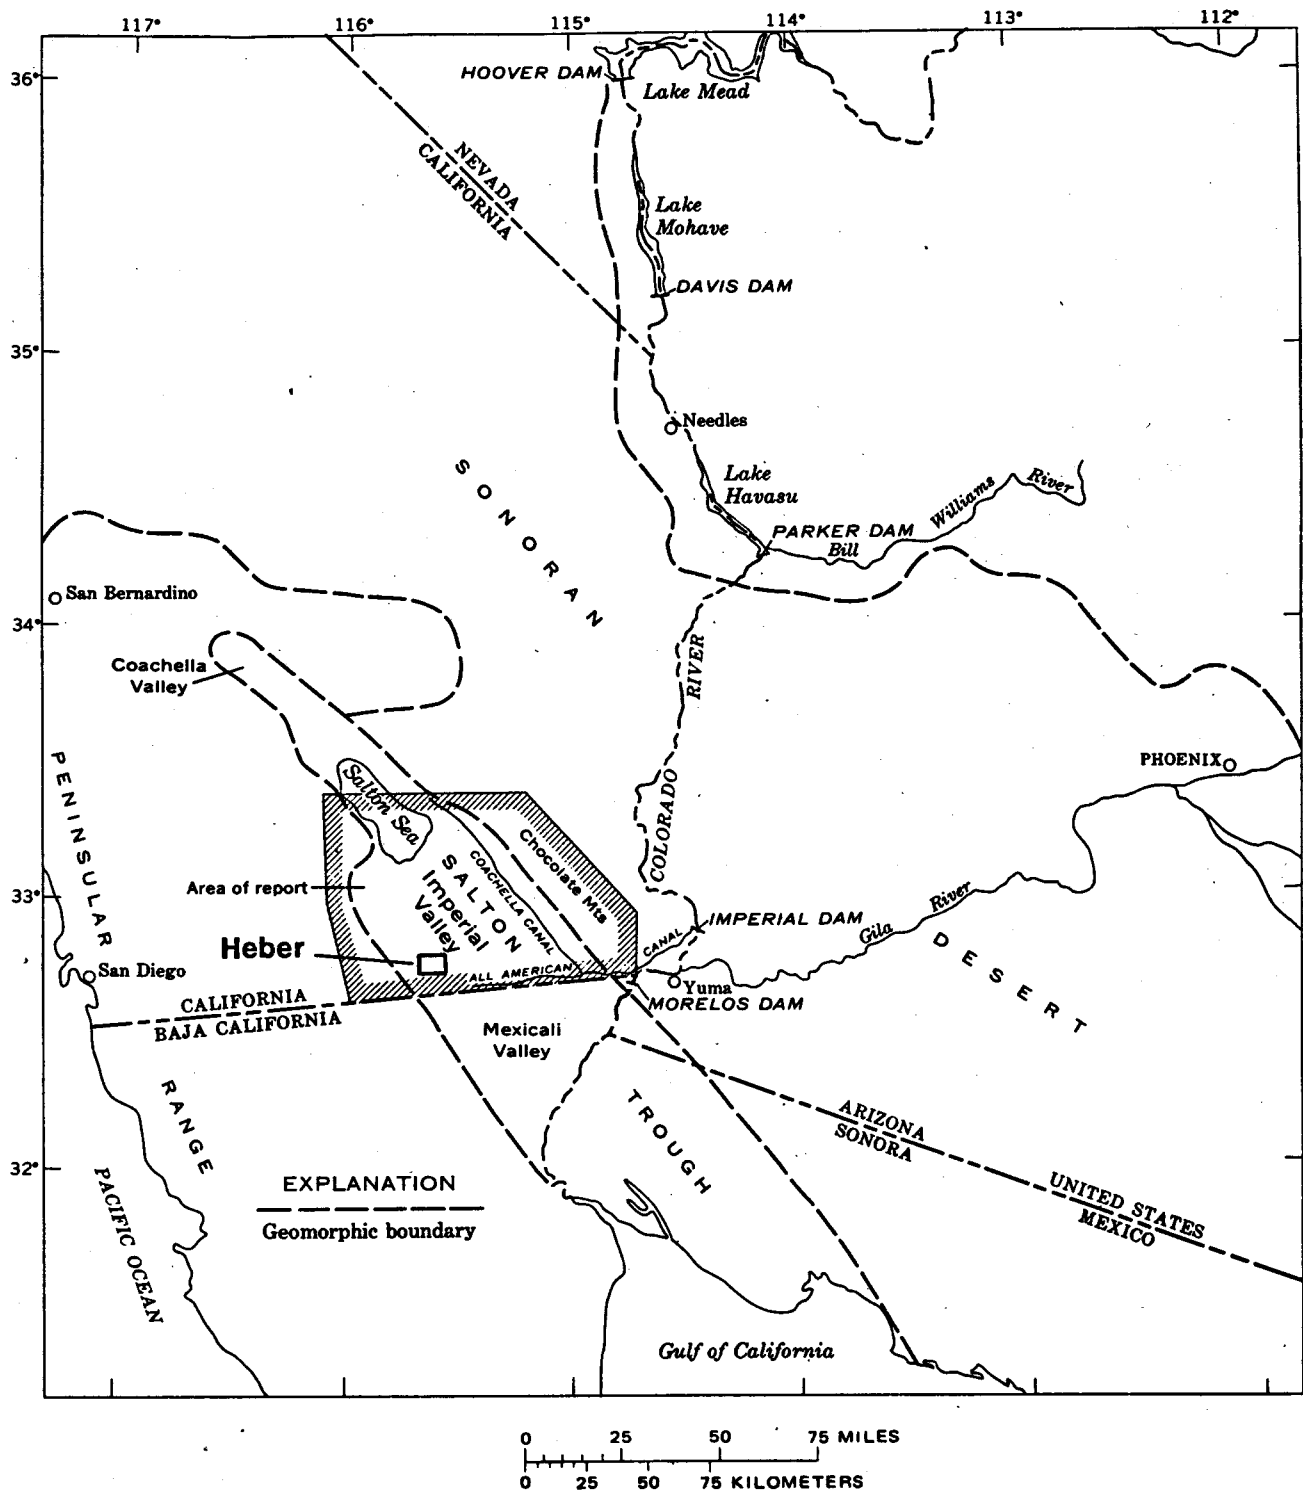 117° 116° 115° 114° 113° 112°
36°
HOOVER DAM
Lake Mead
NEVADA
CALIFORNIA
Lake
Mohave
DAVIS DAM
35°
Needles
SONORAN
Lake
Havasu
Bill Williams River
PARKER DAM
San Bernardino
34°
Coachella
Valley
COLORADO RIVER
PHOENIX
PENINSULAR
Salton Sea
Chocolate Mts
COACHELLA CANAL
SALTON
Imperial
Valley
Area of report
33°
IMPERIAL DAM
Gila River
Heber
San Diego
ALL AMERICAN CANAL
Yuma
MORELOS DAM
DESERT
CALIFORNIA
BAJA CALIFORNIA
Mexicali
Valley
RANGE
TROUGH
ARIZONA
SONORA
32°
PACIFIC OCEAN
UNITED STATES
MEXICO
EXPLANATION
Geomorphic boundary
Gulf of California
0 25 50 75 MILES
0 25 50 75 KILOMETERS